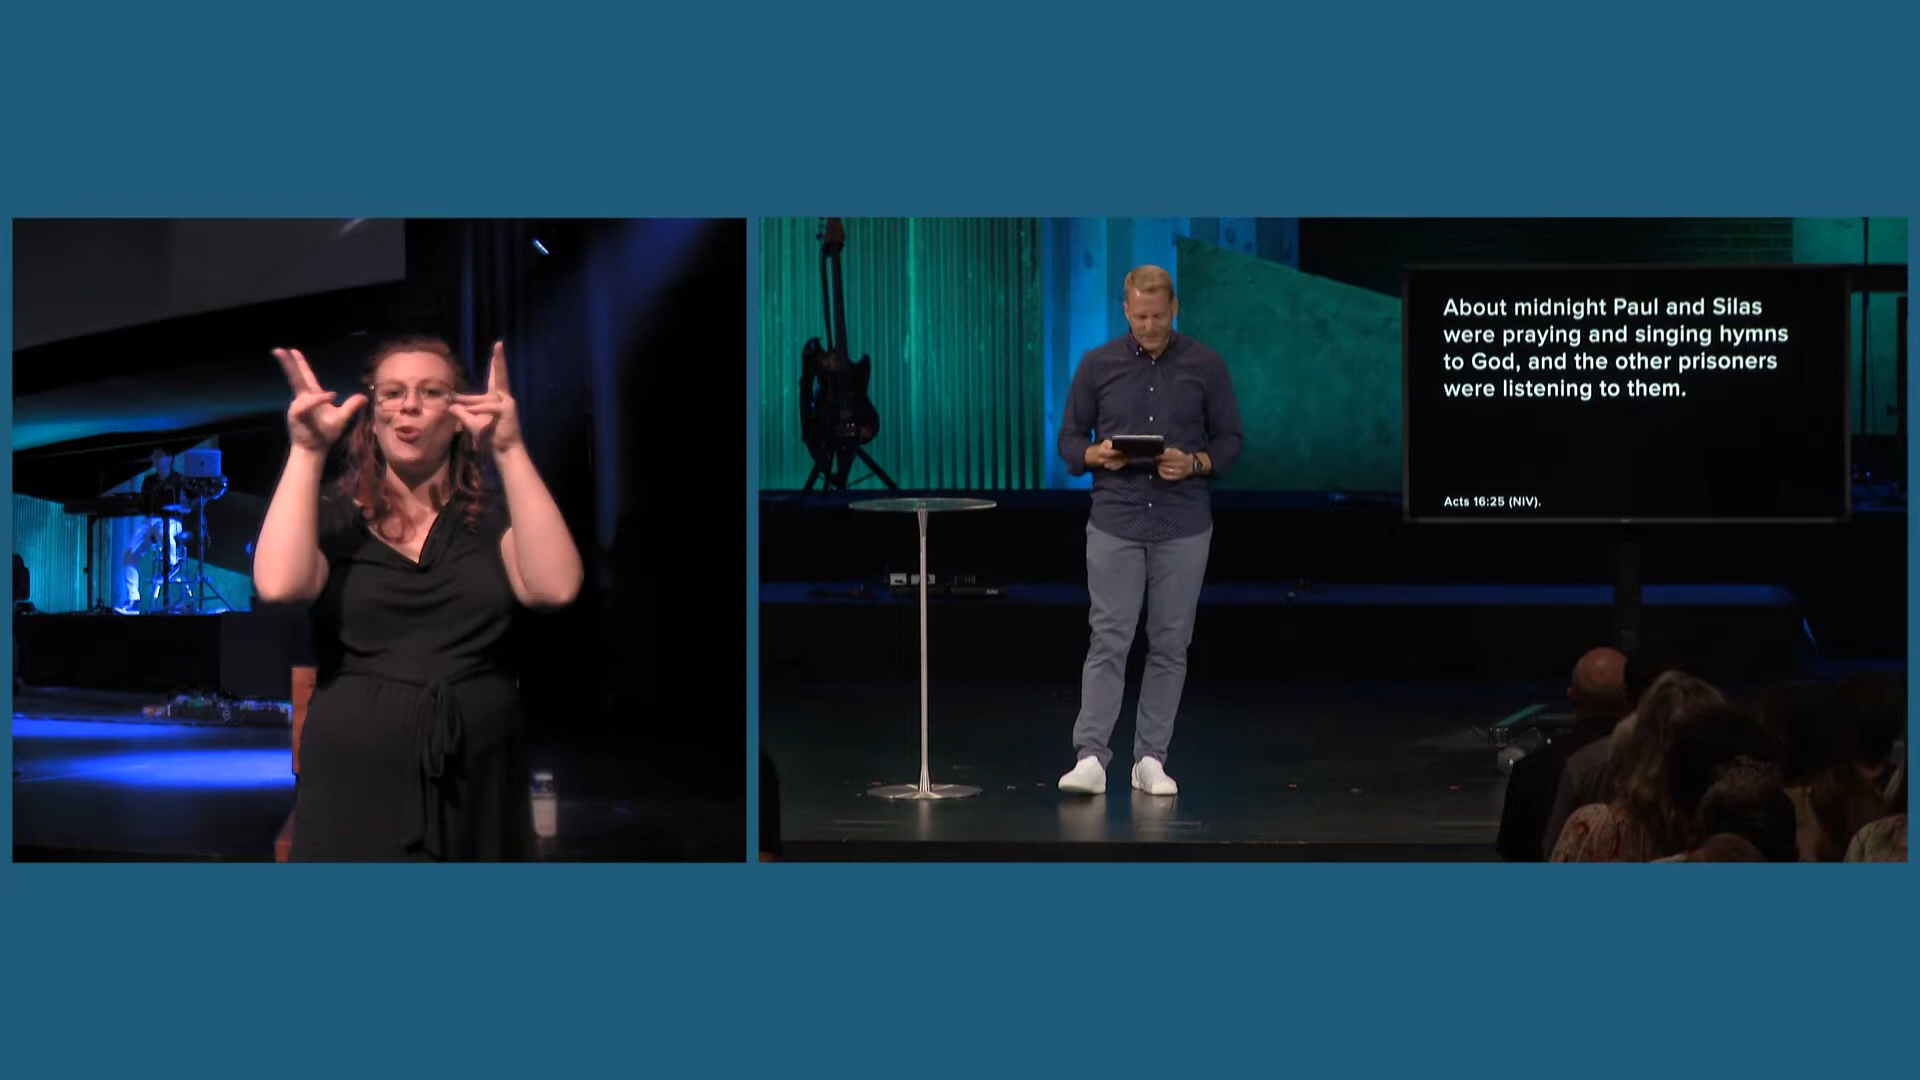 About midnight Paul and Silas
were praying and singing hymns
to God, and the other prisoners
were listening to them.
Acts 16:25 (NIV).